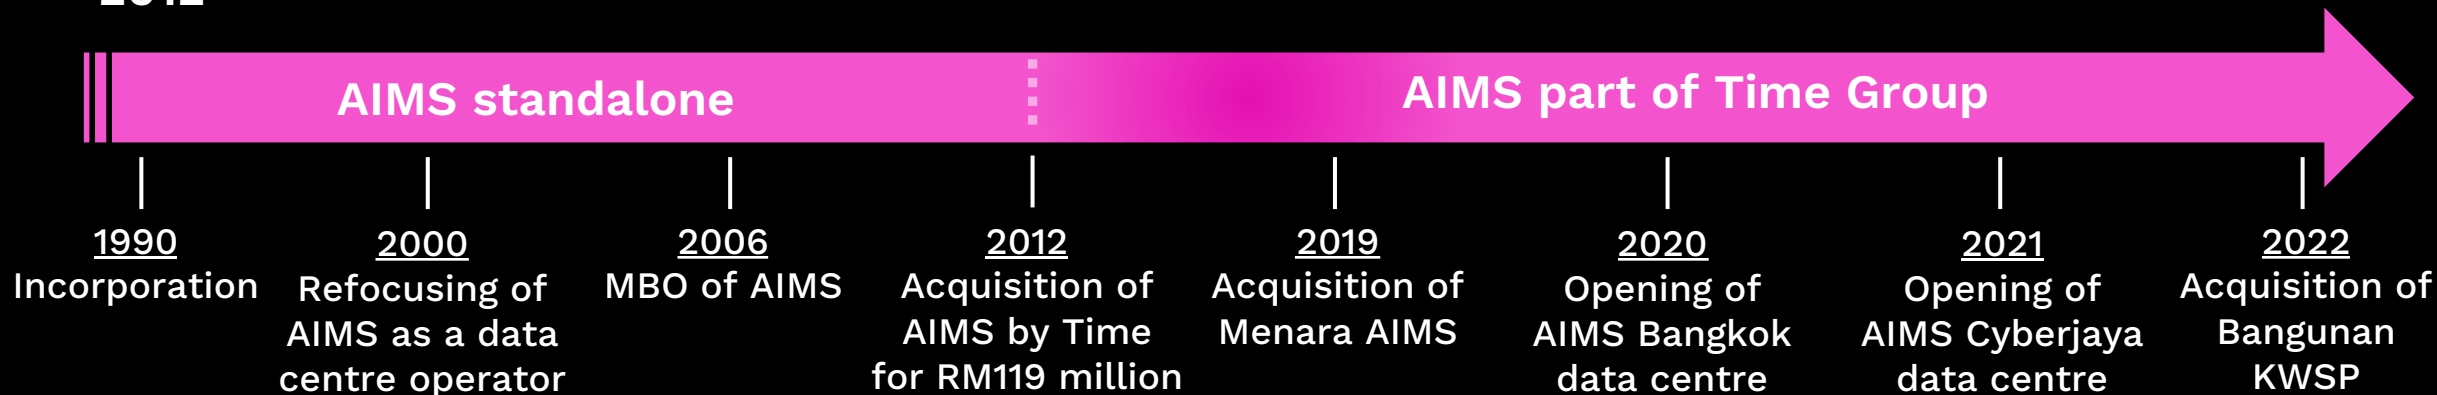 2012
AIMS standalone
AIMS part of Time Group
1990
Incorporation
2000
Refocusing of
AIMS as a data
centre operator
2006
MBO of AIMS
2012
Acquisition of
AIMS by Time
for RM119 million
2019
Acquisition of
Menara AIMS
2020
Opening of
AIMS Bangkok
data centre
2021
Opening of
AIMS Cyberjaya
data centre
2022
Acquisition of
Bangunan
KWSP